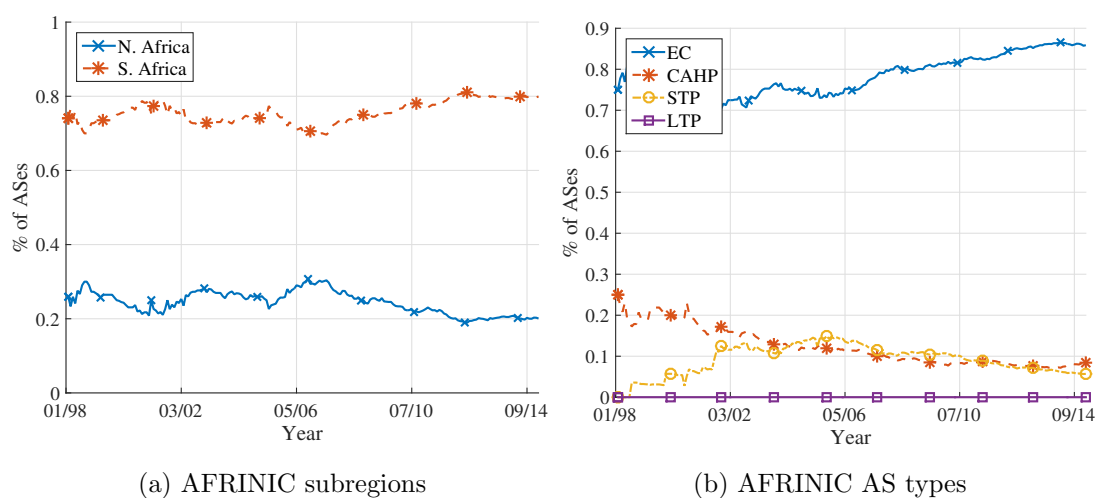 1
0.8
0.6
0.4
0.2
0
% of ASes
N. Africa
S. Africa
01/98 03/02 05/06 07/10 09/14
Year
(a) AFRINIC subregions
0.9
0.8
0.7
0.6
0.5
0.4
0.3
0.2
0.1
0
% of ASes
EC
CAHP
STP
LTP
01/98 03/02 05/06 07/10 09/14
Year
(b) AFRINIC AS types